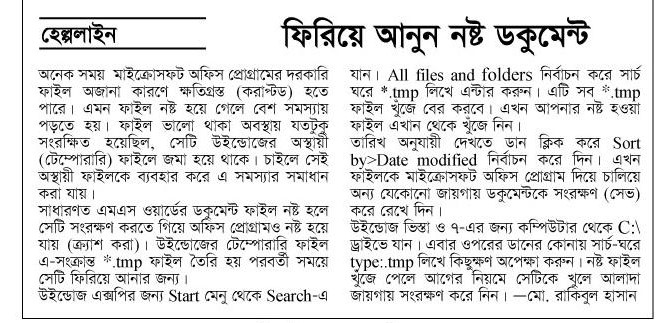 হেল্পলাইন
ফিরিয়ে আনুন নষ্ট ডকুমেন্ট
অনেক সময় মাইক্রোসফট অফিস প্রোগ্রামের দরকারি
ফাইল অজানা কারণে ক্ষতিগ্রস্ত (করাপ্টড) হতে
পারে। এমন ফাইল নষ্ট হয়ে গেলে বেশ সমস্যায়
পড়তে হয়। ফাইল ভালো থাকা অবস্থায় যতটুকু
সংরক্ষিত হয়েছিল, সেটি উইন্ডোজের অস্থায়ী
(টেম্পোরারি) ফাইলে জমা হয়ে থাকে। চাইলে সেই
অস্থায়ী ফাইলকে ব্যবহার করে এ সমস্যার সমাধান
করা যায়।
সাধারণত এমএস ওয়ার্ডের ডকুমেন্ট ফাইল নষ্ট হলে
সেটি সংরক্ষণ করতে গিয়ে অফিস প্রোগ্রামও নষ্ট হয়ে
যায় (ক্র্যাশ করা)। উইন্ডোজের টেম্পোরারি ফাইল
এ-সংক্রান্ত *.tmp ফাইল তৈরি হয় পরবর্তী সময়ে
সেটি ফিরিয়ে আনার জন্য।
উইন্ডোজ এক্সপির জন্য Start মেনু থেকে Search-এ
যান। All files and folders নির্বাচন করে সার্চ
ঘরে *.tmp লিখে এন্টার করুন। এটি সব *.tmp
ফাইল খুঁজে বের করবে। এখন আপনার নষ্ট হওয়া
ফাইল এখান থেকে খুঁজে নিন।
তারিখ অনুযায়ী দেখতে ডান ক্লিক করে Sort
by>Date modified নির্বাচন করে দিন। এখন
ফাইলকে মাইক্রোসফট অফিস প্রোগ্রাম দিয়ে চালিয়ে
অন্য যেকোনো জায়গায় ডকুমেন্টকে সংরক্ষণ (সেভ)
করে রেখে দিন।
উইন্ডোজ ভিস্তা ও ৭-এর জন্য কম্পিউটার থেকে C:\
ড্রাইভে যান। এবার ওপরের ডানের কোনায় সার্চ-ঘরে
type:.tmp লিখে কিছুক্ষণ অপেক্ষা করুন। নষ্ট ফাইল
খুঁজে পেলে আগের নিয়মে সেটিকে খুলে আলাদা
জায়গায় সংরক্ষণ করে নিন। —মো. রাকিবুল হাসান